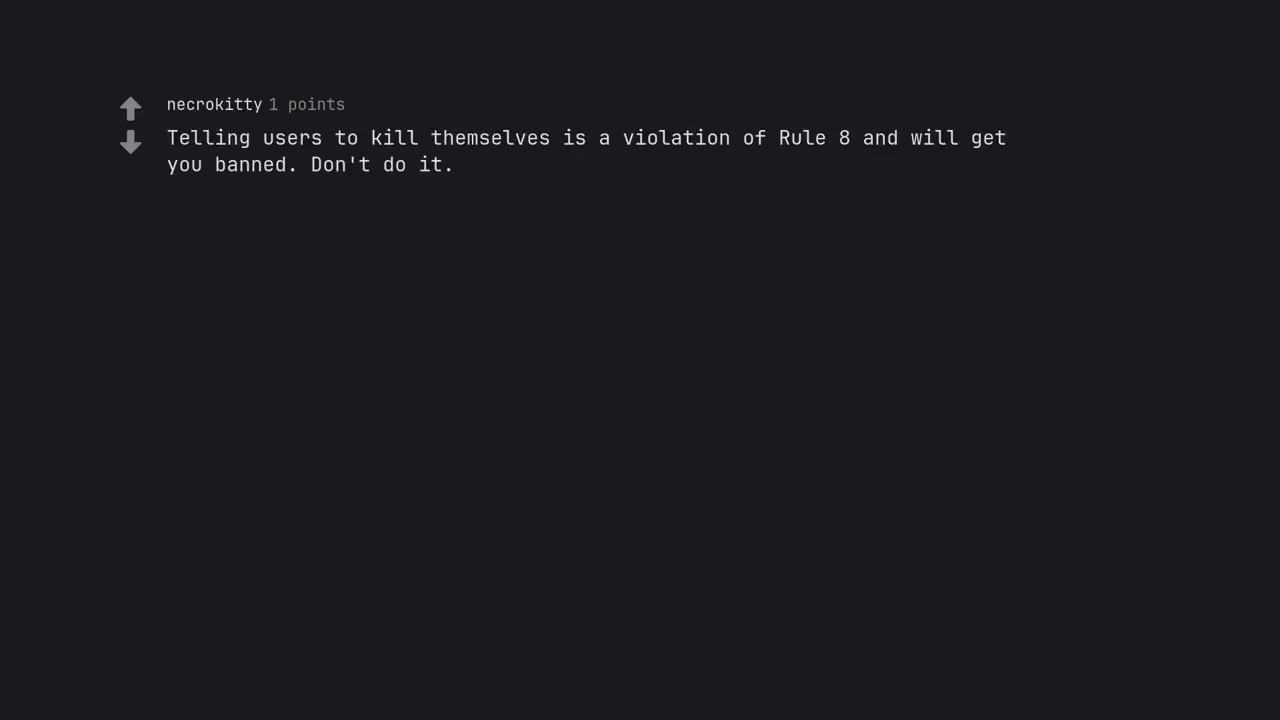 necrokitty 1 points
Telling users to kill themselves is a violation of Rule 8 and will get
you banned. Don't do it.